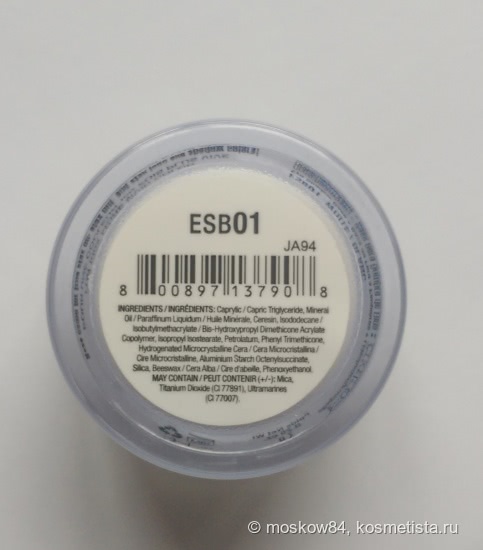 ESB01
JA94
8 00897 13790 8
INGREDIENTS / INGRÉDIENTS: Caprylic / Capric Triglyceride, Mineral
Oil / Paraffinum Liquidum / Huile Minérale, Ceresin, Isododecane /
Isobutylmethacrylate / Bis-Hydroxypropyl Dimethicone Acrylate
Copolymer, Isopropyl Isostearate, Petrolatum, Phenyl Trimethicone,
Hydrogenated Microcrystalline Cera / Cera Microcristallina /
Cire Microcristalline, Aluminium Starch Octenylsuccinate,
Silica, Beeswax / Cera Alba / Cire d'abeille, Phenoxyethanol.
MAY CONTAIN / PEUT CONTENIR (+/-): Mica,
Titanium Dioxide (CI 77891), Ultramarines
(CI 77007).
© moskow84, kosmetista.ru